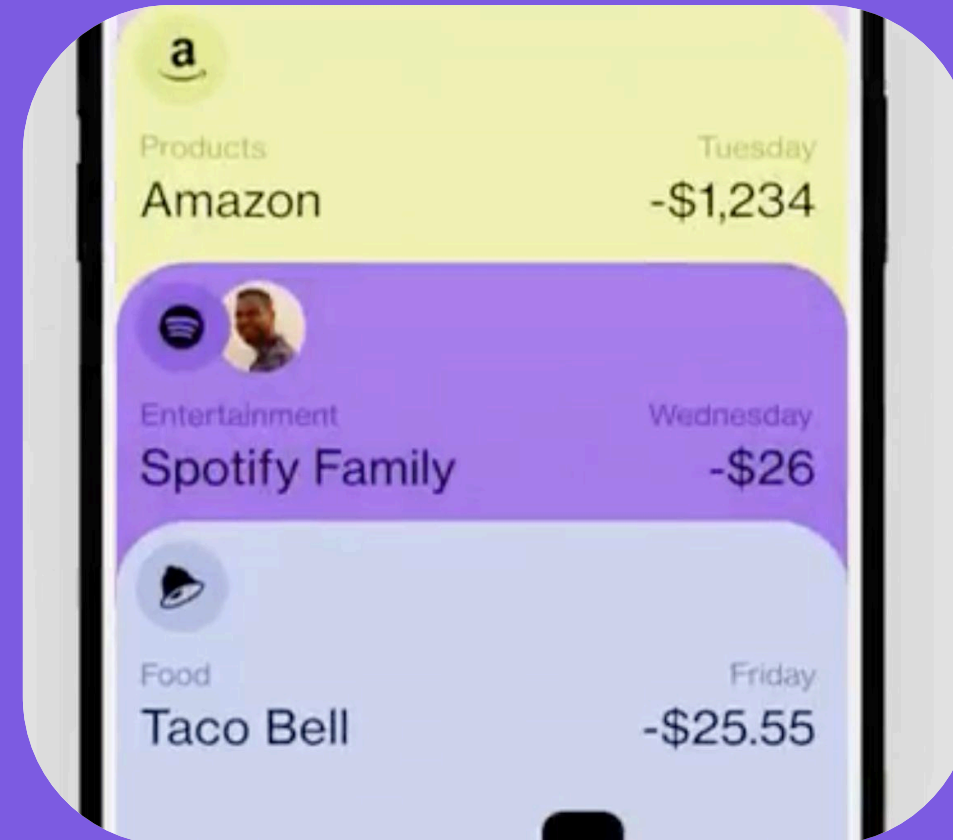 a
Products Tuesday
Amazon -$1,234
Entertainment Wednesday
Spotify Family -$26
Food Friday
Taco Bell -$25.55